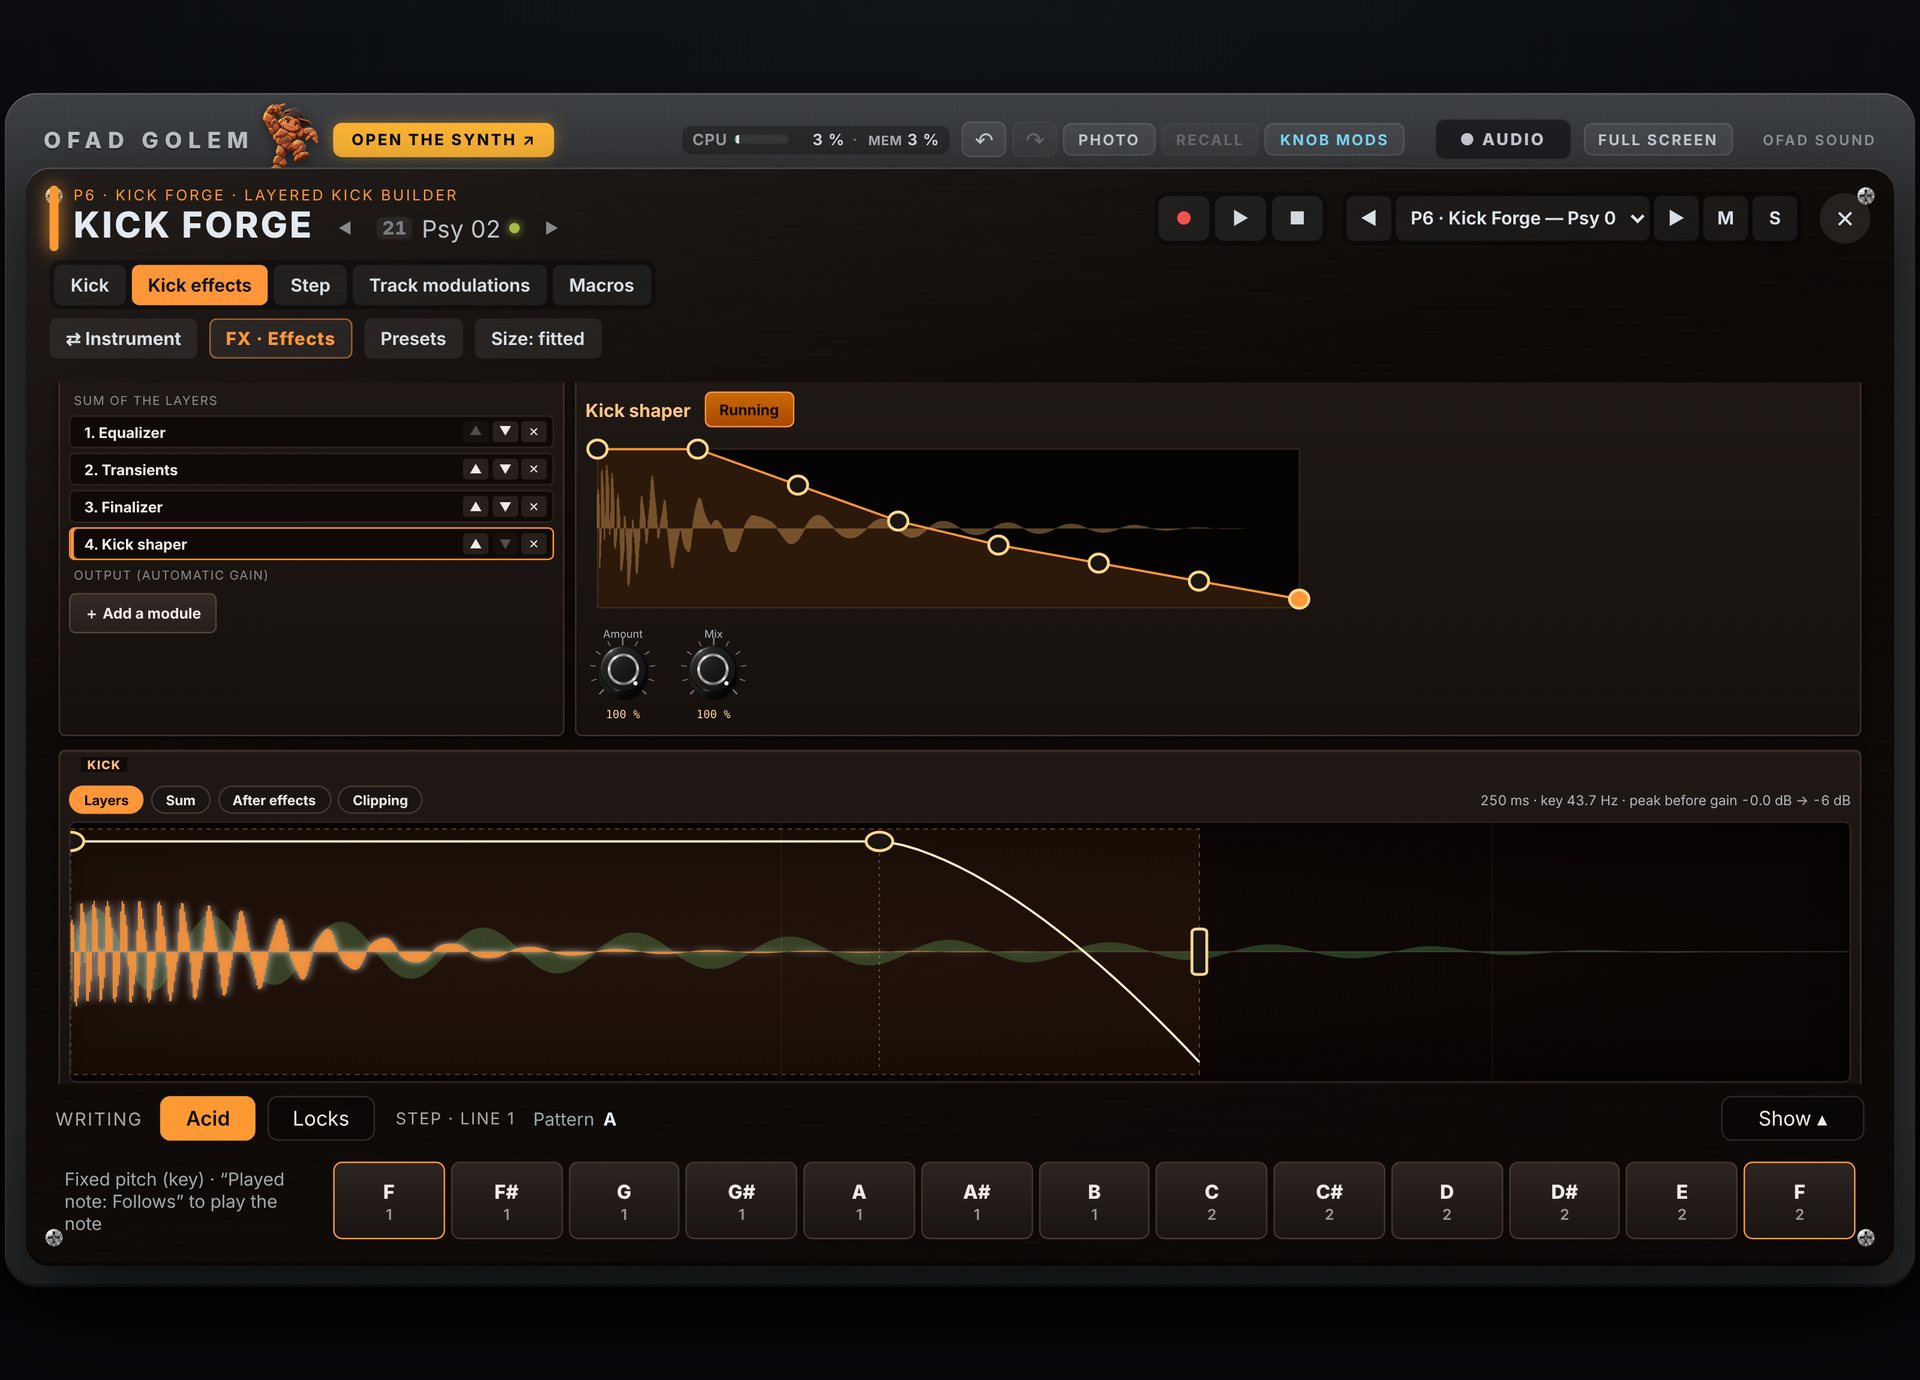 OFAD GOLEM
OPEN THE SYNTH ↗
CPU 3 % · MEM 3 %
PHOTO
RECALL
KNOB MODS
AUDIO
FULL SCREEN
OFAD SOUND
P6 · KICK FORGE · LAYERED KICK BUILDER
KICK FORGE
21 Psy 02
P6 · Kick Forge — Psy 0
M
S
Kick
Kick effects
Step
Track modulations
Macros
⇄ Instrument
FX · Effects
Presets
Size: fitted
SUM OF THE LAYERS
1. Equalizer
2. Transients
3. Finalizer
4. Kick shaper
OUTPUT (AUTOMATIC GAIN)
+ Add a module
Kick shaper
Running
Amount
Mix
100 %
100 %
KICK
Layers
Sum
After effects
Clipping
250 ms · key 43.7 Hz · peak before gain -0.0 dB → -6 dB
WRITING
Acid
Locks
STEP · LINE 1
Pattern A
Show ▴
Fixed pitch (key) · “Played
note: Follows” to play the
note
F
1
F#
1
G
1
G#
1
A
1
A#
1
B
1
C
2
C#
2
D
2
D#
2
E
2
F
2